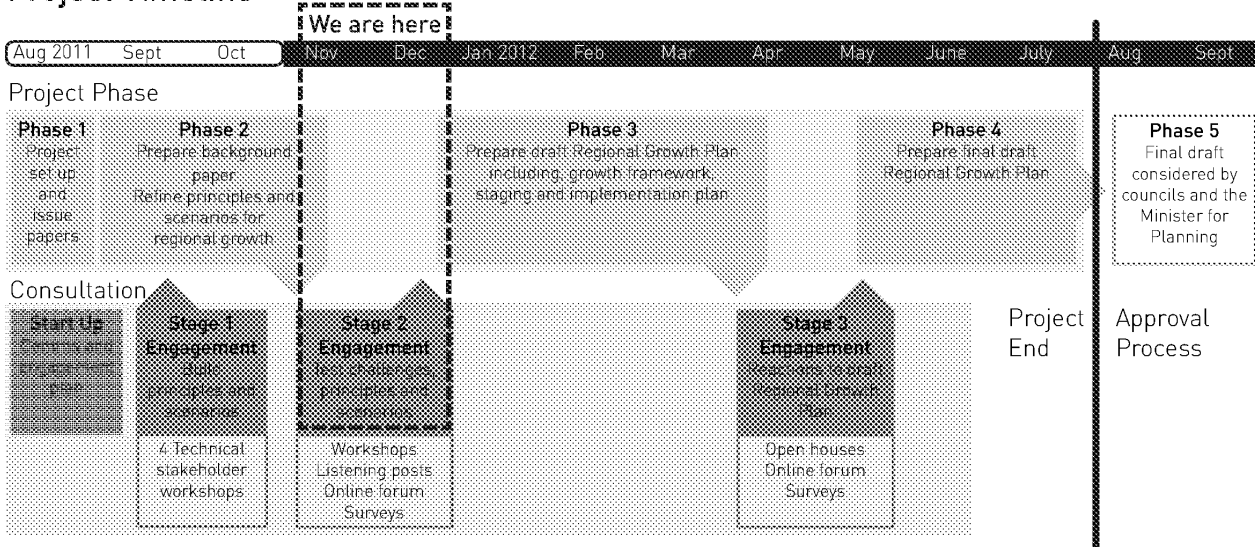 We are here
Aug 2011 Sept Oct Nov Dec Jan 2012 Feb Mar Apr May June July Aug Sept
Project Phase
Phase 1
Project
set up
and
issue
papers
Phase 2
Prepare background
paper
Refine principles and
scenarios for
regional growth
Phase 3
Prepare draft Regional Growth Plan
including, growth framework,
staging and implementation plan
Phase 4
Prepare final draft
Regional Growth Plan
Phase 5
Final draft
considered by
councils and the
Minister for
Planning
Consultation
Start Up
Stage 1
Engagement
Build
principles and
scenarios
4 Technical
stakeholder
workshops
Stage 2
Engagement
Test challenges,
principles and
scenarios
Workshops
Listening posts
Online forum
Surveys
Stage 3
Engagement
Reactions to draft
Regional Growth
Plan
Open houses
Online forum
Surveys
Project
End
Approval
Process